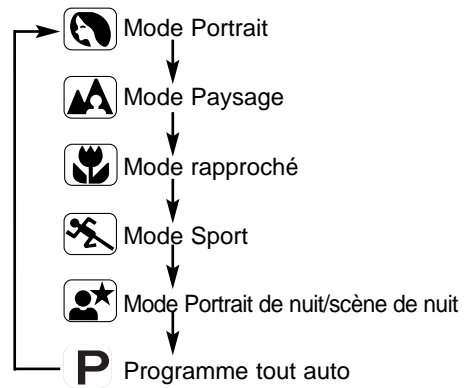 Mode Portrait
Mode Paysage
Mode rapproché
Mode Sport
Mode Portrait de nuit/scène de nuit
P Programme tout auto